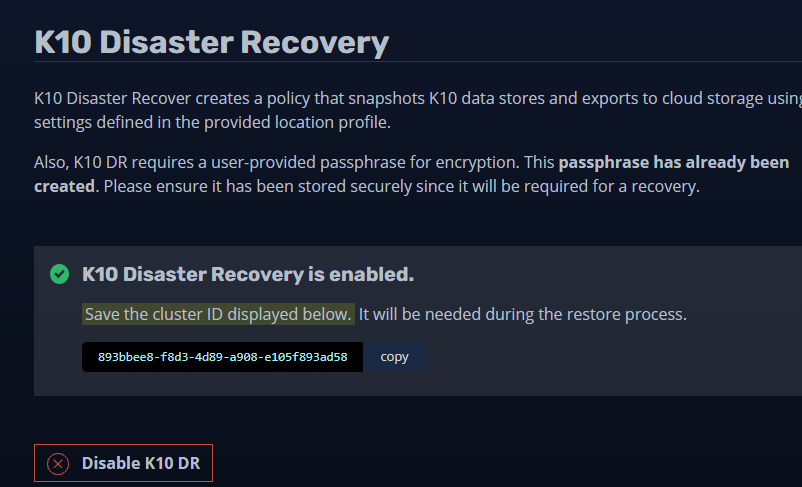 K10 Disaster Recovery
K10 Disaster Recover creates a policy that snapshots K10 data stores and exports to cloud storage using
settings defined in the provided location profile.
Also, K10 DR requires a user-provided passphrase for encryption. This passphrase has already been
created. Please ensure it has been stored securely since it will be required for a recovery.
K10 Disaster Recovery is enabled.
Save the cluster ID displayed below. It will be needed during the restore process.
893bbee8-f8d3-4d89-a908-e105f893ad58 copy
Disable K10 DR